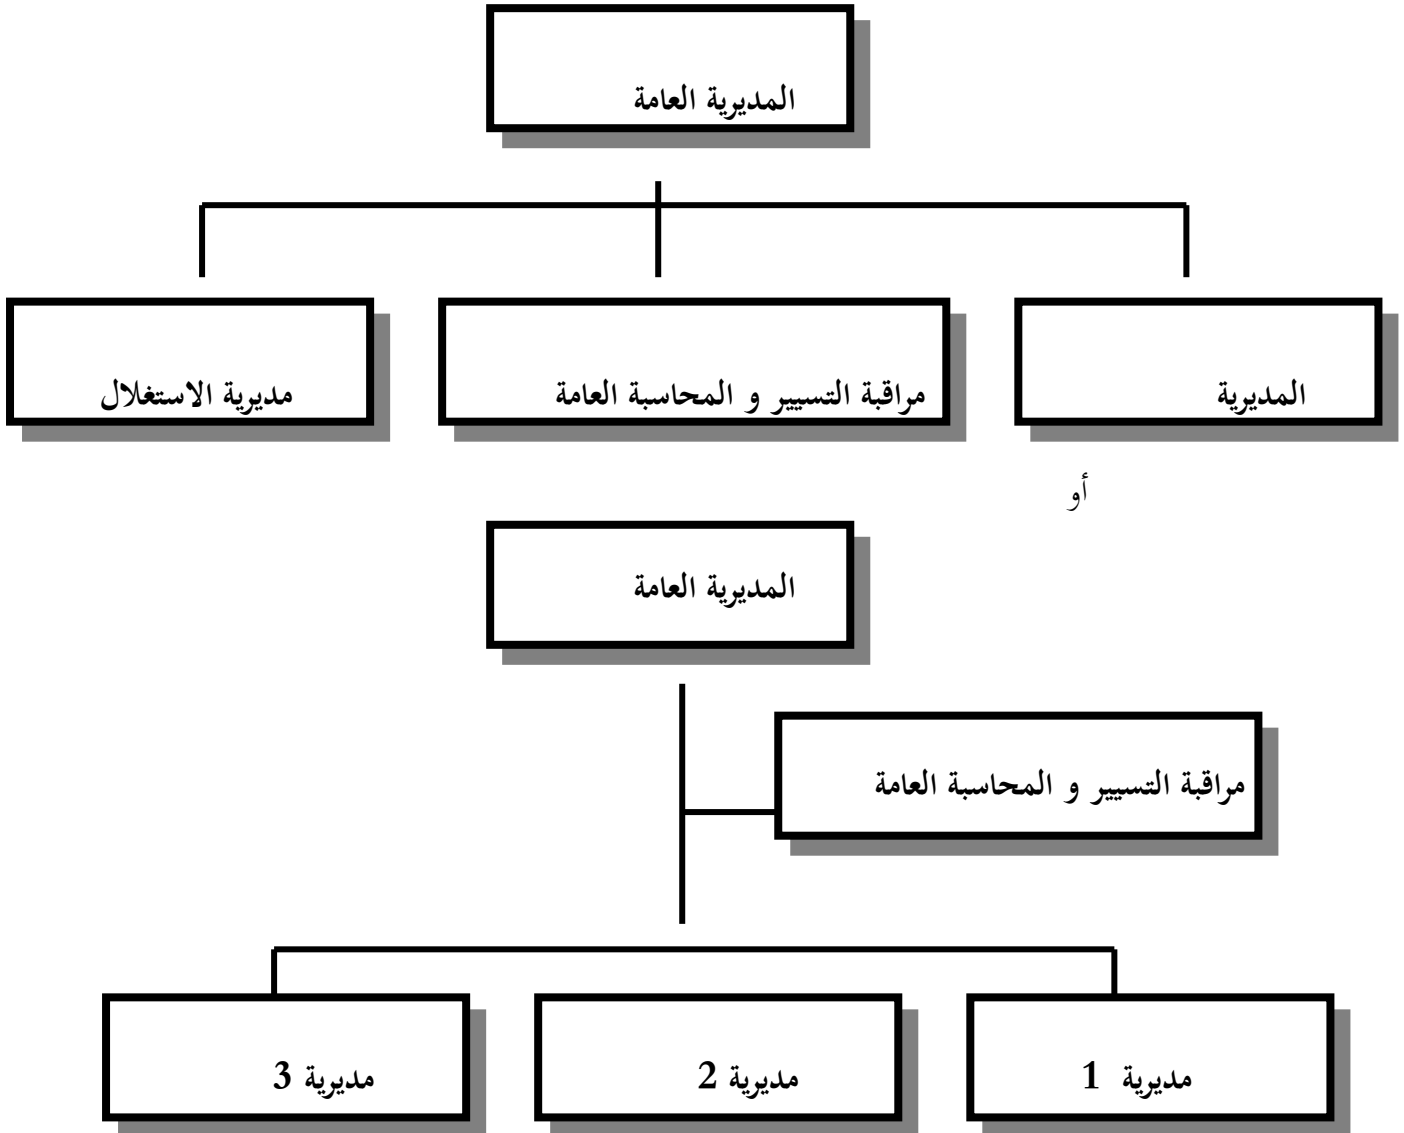 المديرية العامة
المديرية
مراقبة التسيير و المحاسبة العامة
مديرية الاستغلال
أو
المديرية العامة
مراقبة التسيير و المحاسبة العامة
مديرية 1
مديرية 2
مديرية 3